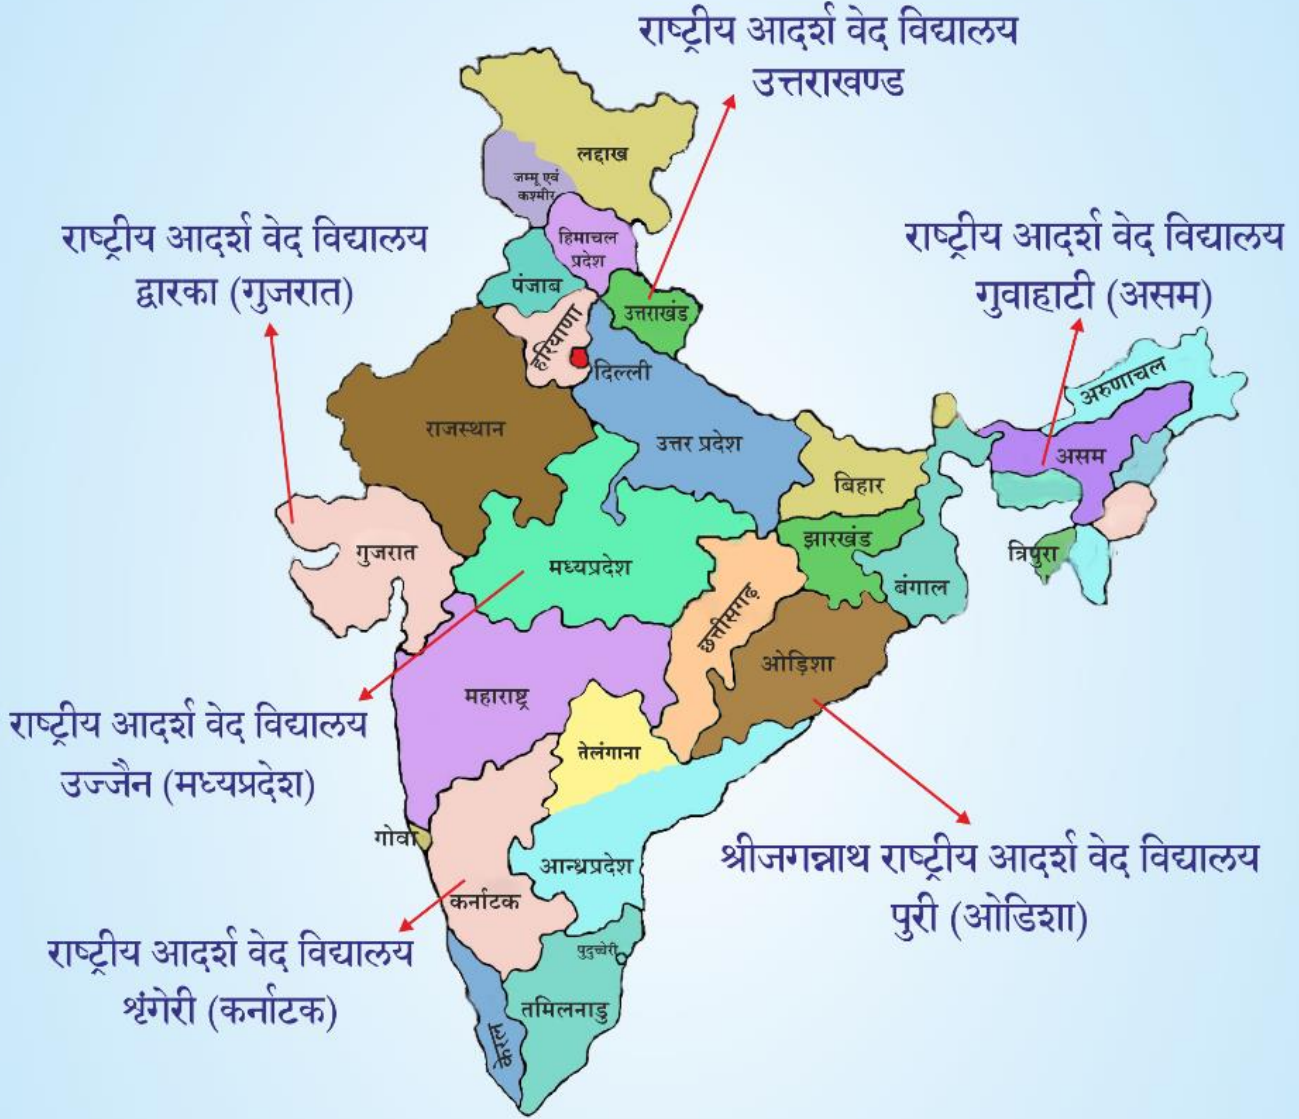 राष्ट्रीय आदर्श वेद विद्यालय
उत्तराखण्ड
लद्दाख
जम्मू एवं
कश्मीर
राष्ट्रीय आदर्श वेद विद्यालय
द्वारका (गुजरात)
हिमाचल
प्रदेश
राष्ट्रीय आदर्श वेद विद्यालय
गुवाहाटी (असम)
पंजाब
उत्तराखंड
हरियाणा
दिल्ली
अरुणाचल
राजस्थान
उत्तर प्रदेश
असम
बिहार
झारखंड
गुजरात
त्रिपुरा
मध्यप्रदेश
बंगाल
छत्तीसगढ़
ओड़िशा
महाराष्ट्र
राष्ट्रीय आदर्श वेद विद्यालय
उज्जैन (मध्यप्रदेश)
तेलंगाना
गोवा
आन्ध्रप्रदेश
श्रीजगन्नाथ राष्ट्रीय आदर्श वेद विद्यालय
पुरी (ओडिशा)
कर्नाटक
राष्ट्रीय आदर्श वेद विद्यालय
शृंगेरी (कर्नाटक)
पुदुच्चेरी
तमिलनाडु
केरल